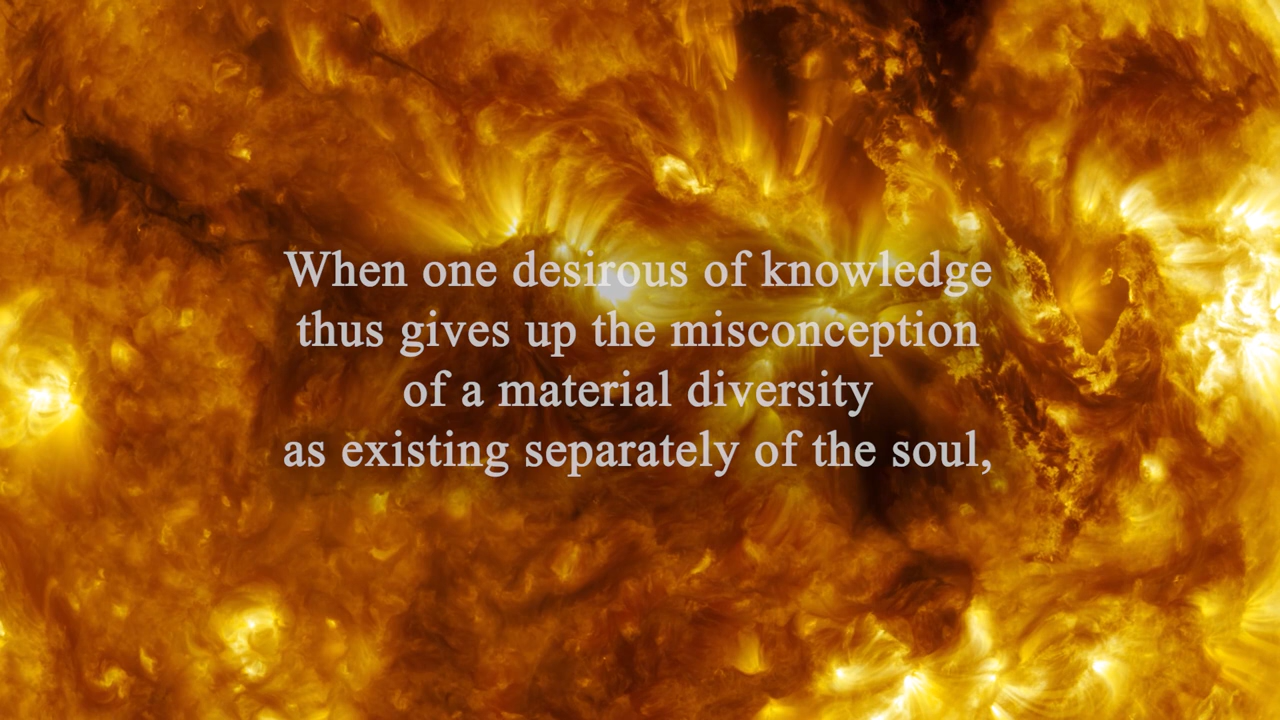 When one desirous of knowledge
thus gives up the misconception
of a material diversity
as existing separately of the soul,